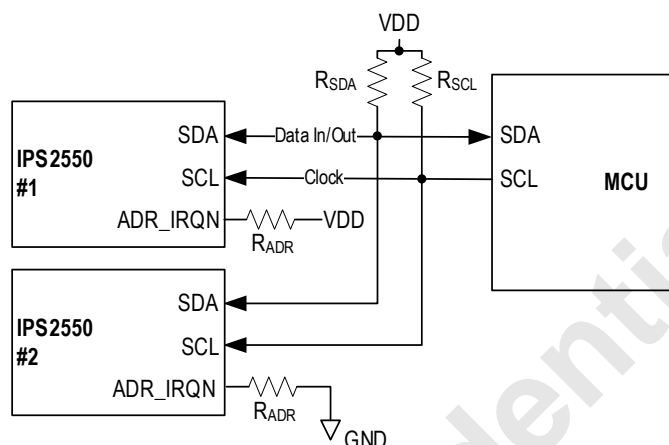 VDD
RSDA
RSCL
IPS2550
#1
SDA
Data In/Out
SDA
SCL
Clock
SCL
MCU
ADR_IRQN
RADR
VDD
IPS2550
#2
SDA
SCL
ADR_IRQN
RADR
GND